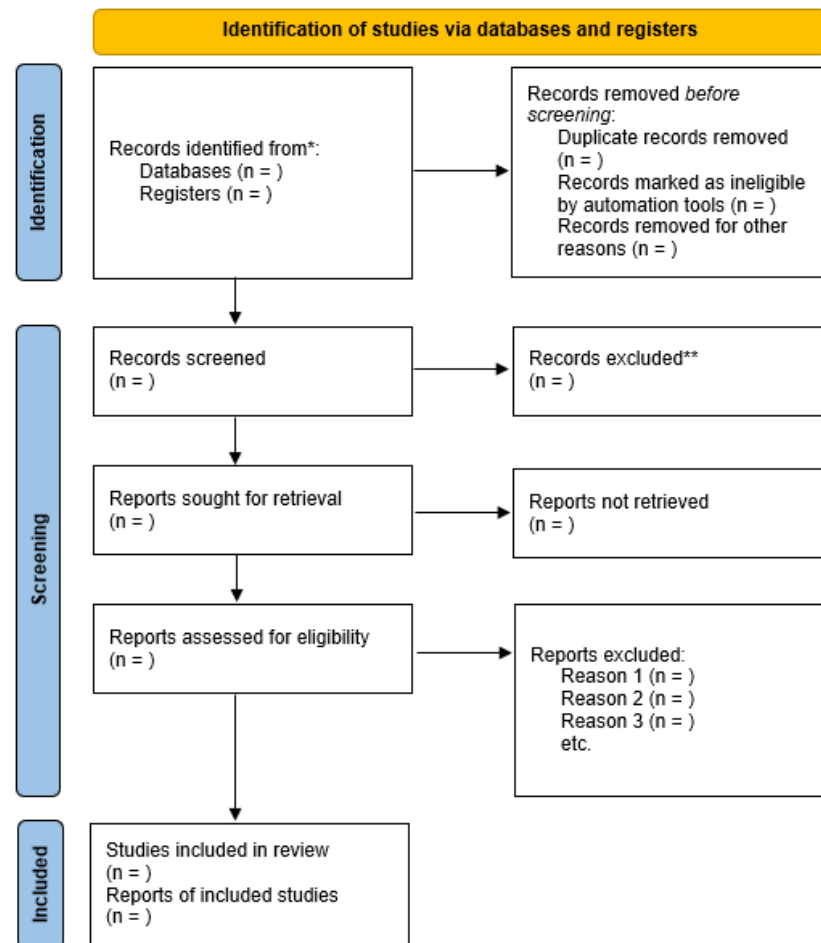 Identification of studies via databases and registers
Identification
Records identified from*:
Databases (n = )
Registers (n = )
Records removed before
screening:
Duplicate records removed
(n = )
Records marked as ineligible
by automation tools (n = )
Records removed for other
reasons (n = )
Screening
Records screened
(n = )
Records excluded**
(n = )
Reports sought for retrieval
(n = )
Reports not retrieved
(n = )
Reports assessed for eligibility
(n = )
Reports excluded:
Reason 1 (n = )
Reason 2 (n = )
Reason 3 (n = )
etc.
Included
Studies included in review
(n = )
Reports of included studies
(n = )